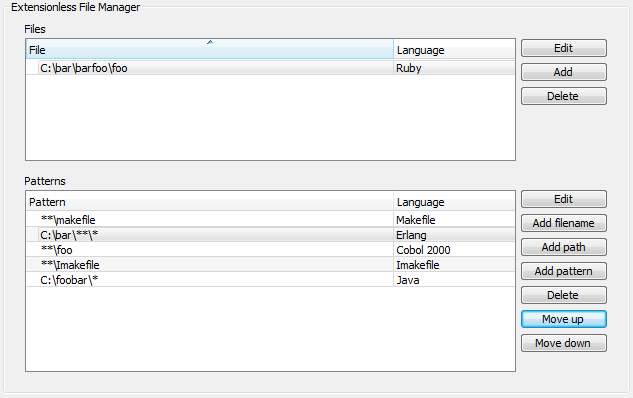 Extensionless File Manager
Files
File Language
C:\bar\barfoo\foo Ruby
Edit
Add
Delete
Patterns
Pattern Language
**\makefile Makefile
C:\bar\**\* Erlang
**\foo Cobol 2000
**\Imakefile Imakefile
C:\foobar\* Java
Edit
Add filename
Add path
Add pattern
Delete
Move up
Move down